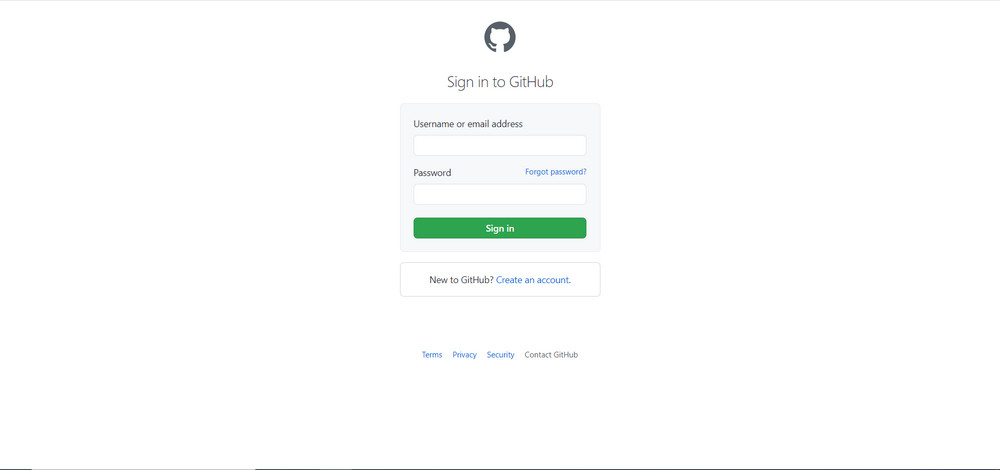 Sign in to GitHub
Username or email address
Password Forgot password?
Sign in
New to GitHub? Create an account.
Terms Privacy Security Contact GitHub